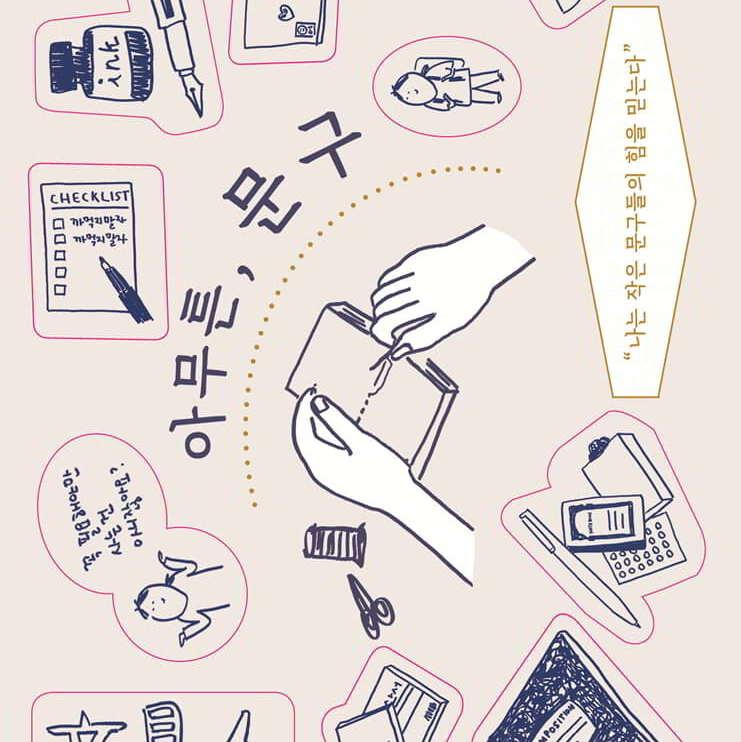 ink
CHECKLIST
까먹지말자
까먹지말자
아무튼, 문구
“나는 작은 문구들의 힘을 믿는다”
MPOSITION